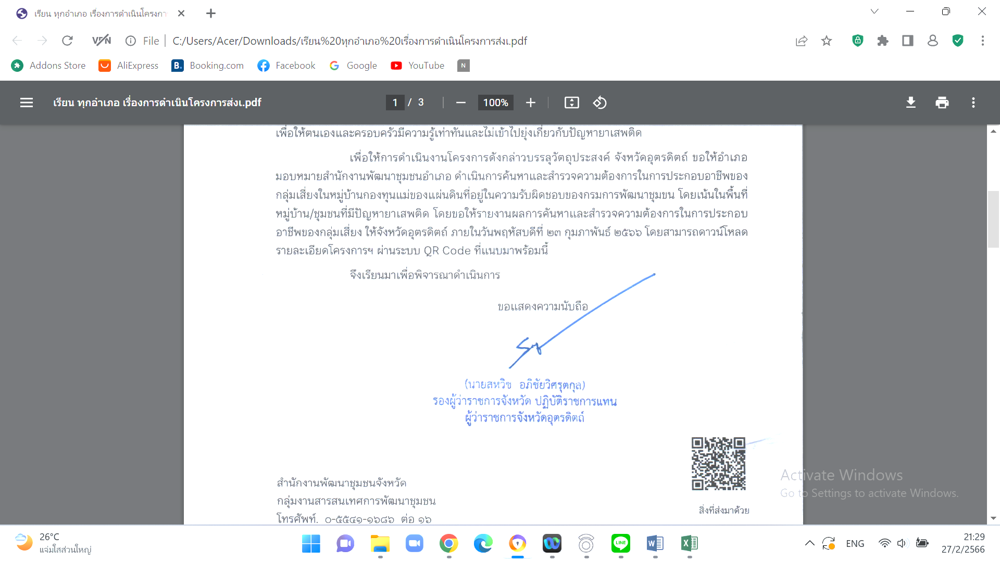 เรียน ทุกอำเภอ เรื่องการดำเนินโครงกา
File
C:/Users/Acer/Downloads/เรียน%20ทุกอำเภอ%20เรื่องการดำเนินโครงการส่งเ.pdf
VPN
Addons Store
AliExpress
B. Booking.com
Facebook
Google
YouTube
N
เรียน ทุกอำเภอ เรื่องการดำเนินโครงการส่งเ.pdf
1 / 3
100%
เพื่อให้ตนเองและครอบครัวมีความรู้เท่าทันและไม่เข้าไปยุ่งเกี่ยวกับปัญหายาเสพติด
เพื่อให้การดำเนินงานโครงการดังกล่าวบรรลุวัตถุประสงค์ จังหวัดอุตรดิตถ์ ขอให้อำเภอ
มอบหมายสำนักงานพัฒนาชุมชนอำเภอ ดำเนินการค้นหาและสำรวจความต้องการในการประกอบอาชีพของ
กลุ่มเสี่ยงในหมู่บ้านกองทุนแม่ของแผ่นดินที่อยู่ในความรับผิดชอบของกรมการพัฒนาชุมชน โดยเน้นในพื้นที่
หมู่บ้าน/ชุมชนที่มีปัญหายาเสพติด โดยขอให้รายงานผลการค้นหาและสำรวจความต้องการในการประกอบ
อาชีพของกลุ่มเสี่ยง ให้จังหวัดอุตรดิตถ์ ภายในวันพฤหัสบดีที่ ๒๓ กุมภาพันธ์ ๒๕๖๖ โดยสามารถดาวน์โหลด
รายละเอียดโครงการฯ ผ่านระบบ QR Code ที่แนบมาพร้อมนี้
จึงเรียนมาเพื่อพิจารณาดำเนินการ
ขอแสดงความนับถือ
(นายสหวิช อภิชัยวิศรุตกุล)
รองผู้ว่าราชการจังหวัด ปฏิบัติราชการแทน
ผู้ว่าราชการจังหวัดอุตรดิตถ์
สำนักงานพัฒนาชุมชนจังหวัด
กลุ่มงานสารสนเทศการพัฒนาชุมชน
โทรศัพท์. ๐-๕๕๔๑-๑๖๘๖ ต่อ ๑๖
สิ่งที่ส่งมาด้วย
Activate Windows
Go to Settings to activate Windows.
26°C
แจ่มใสส่วนใหญ่
LINE
ENG
21:29
27/2/2566